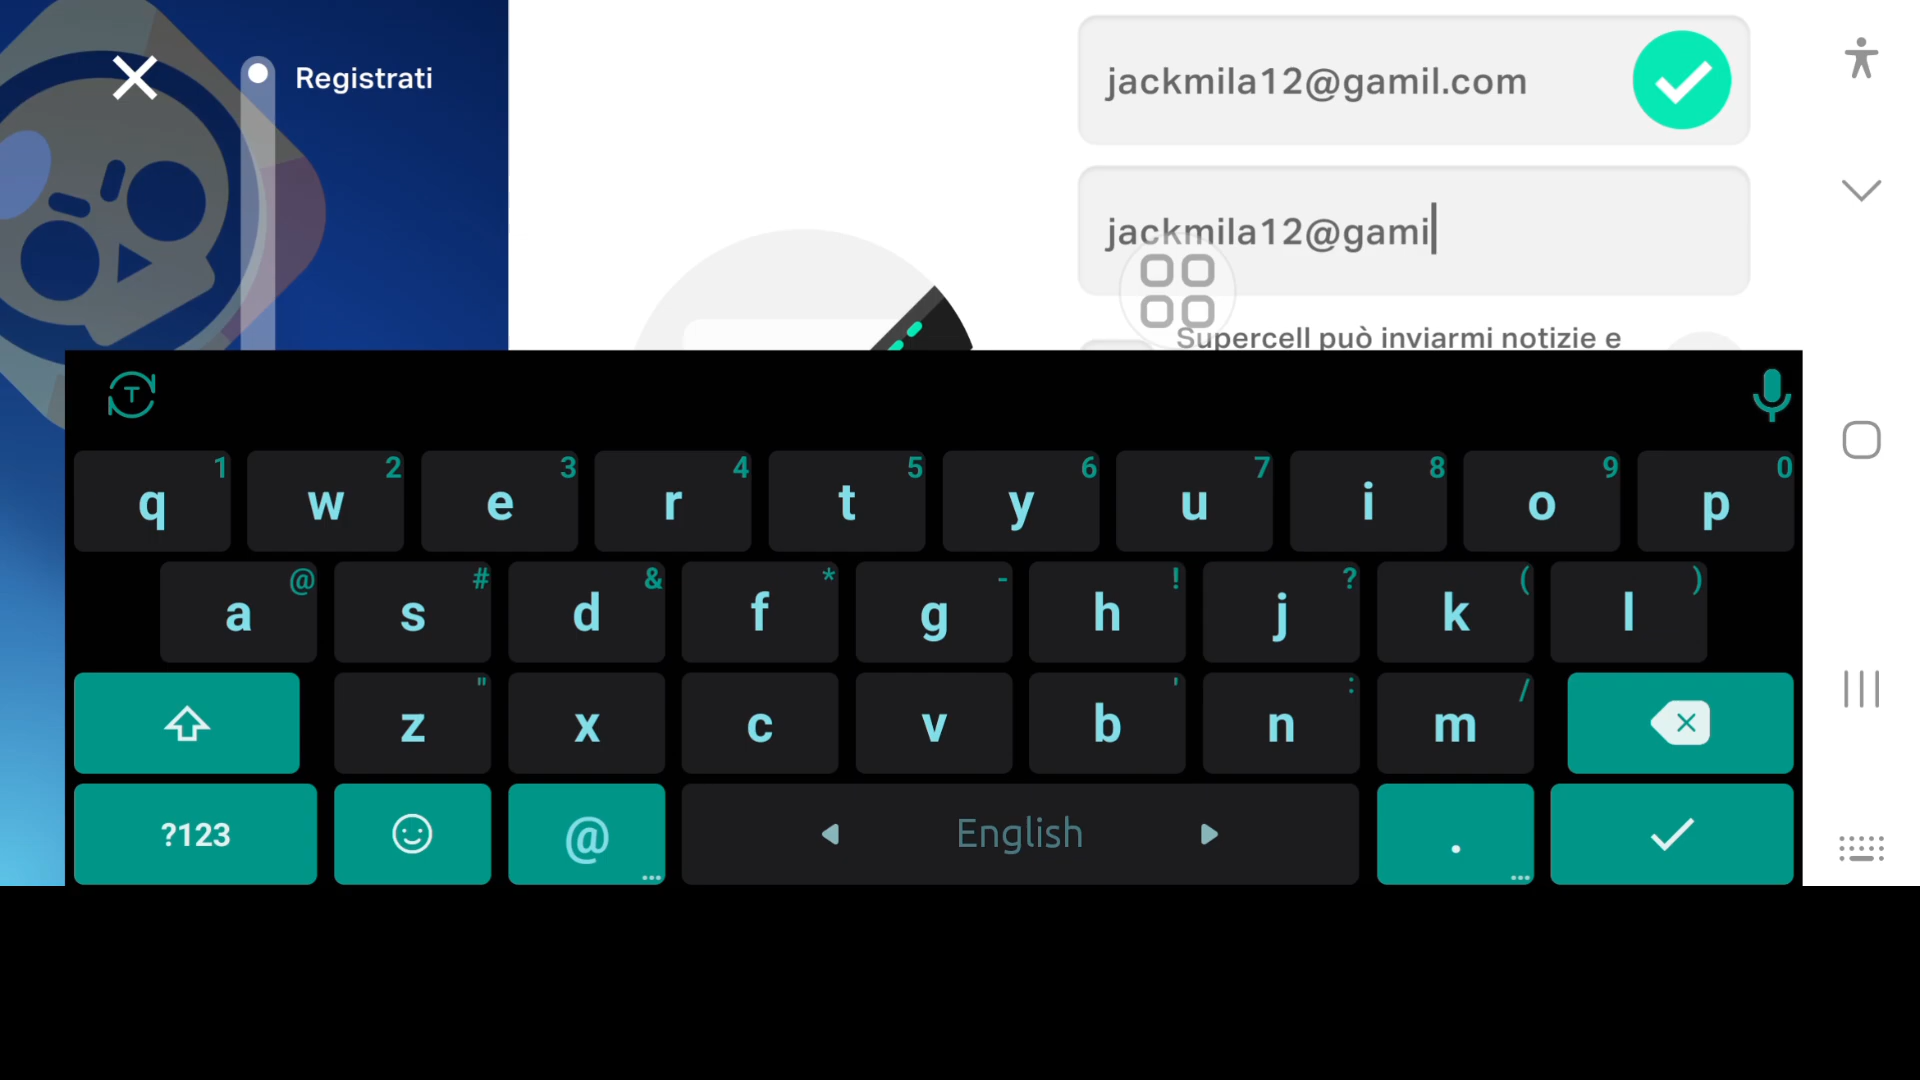 Registrati
jackmila12@gamil.com
jackmila12@gami
Supercell può inviarmi notizie e
T
1 2 3 4 5 6 7 8 9 0
q w e r t y u i o p
@ # & * - ! ? ( )
a s d f g h j k l
" ' : /
z x c v b n m
?123 @ ... English . ...